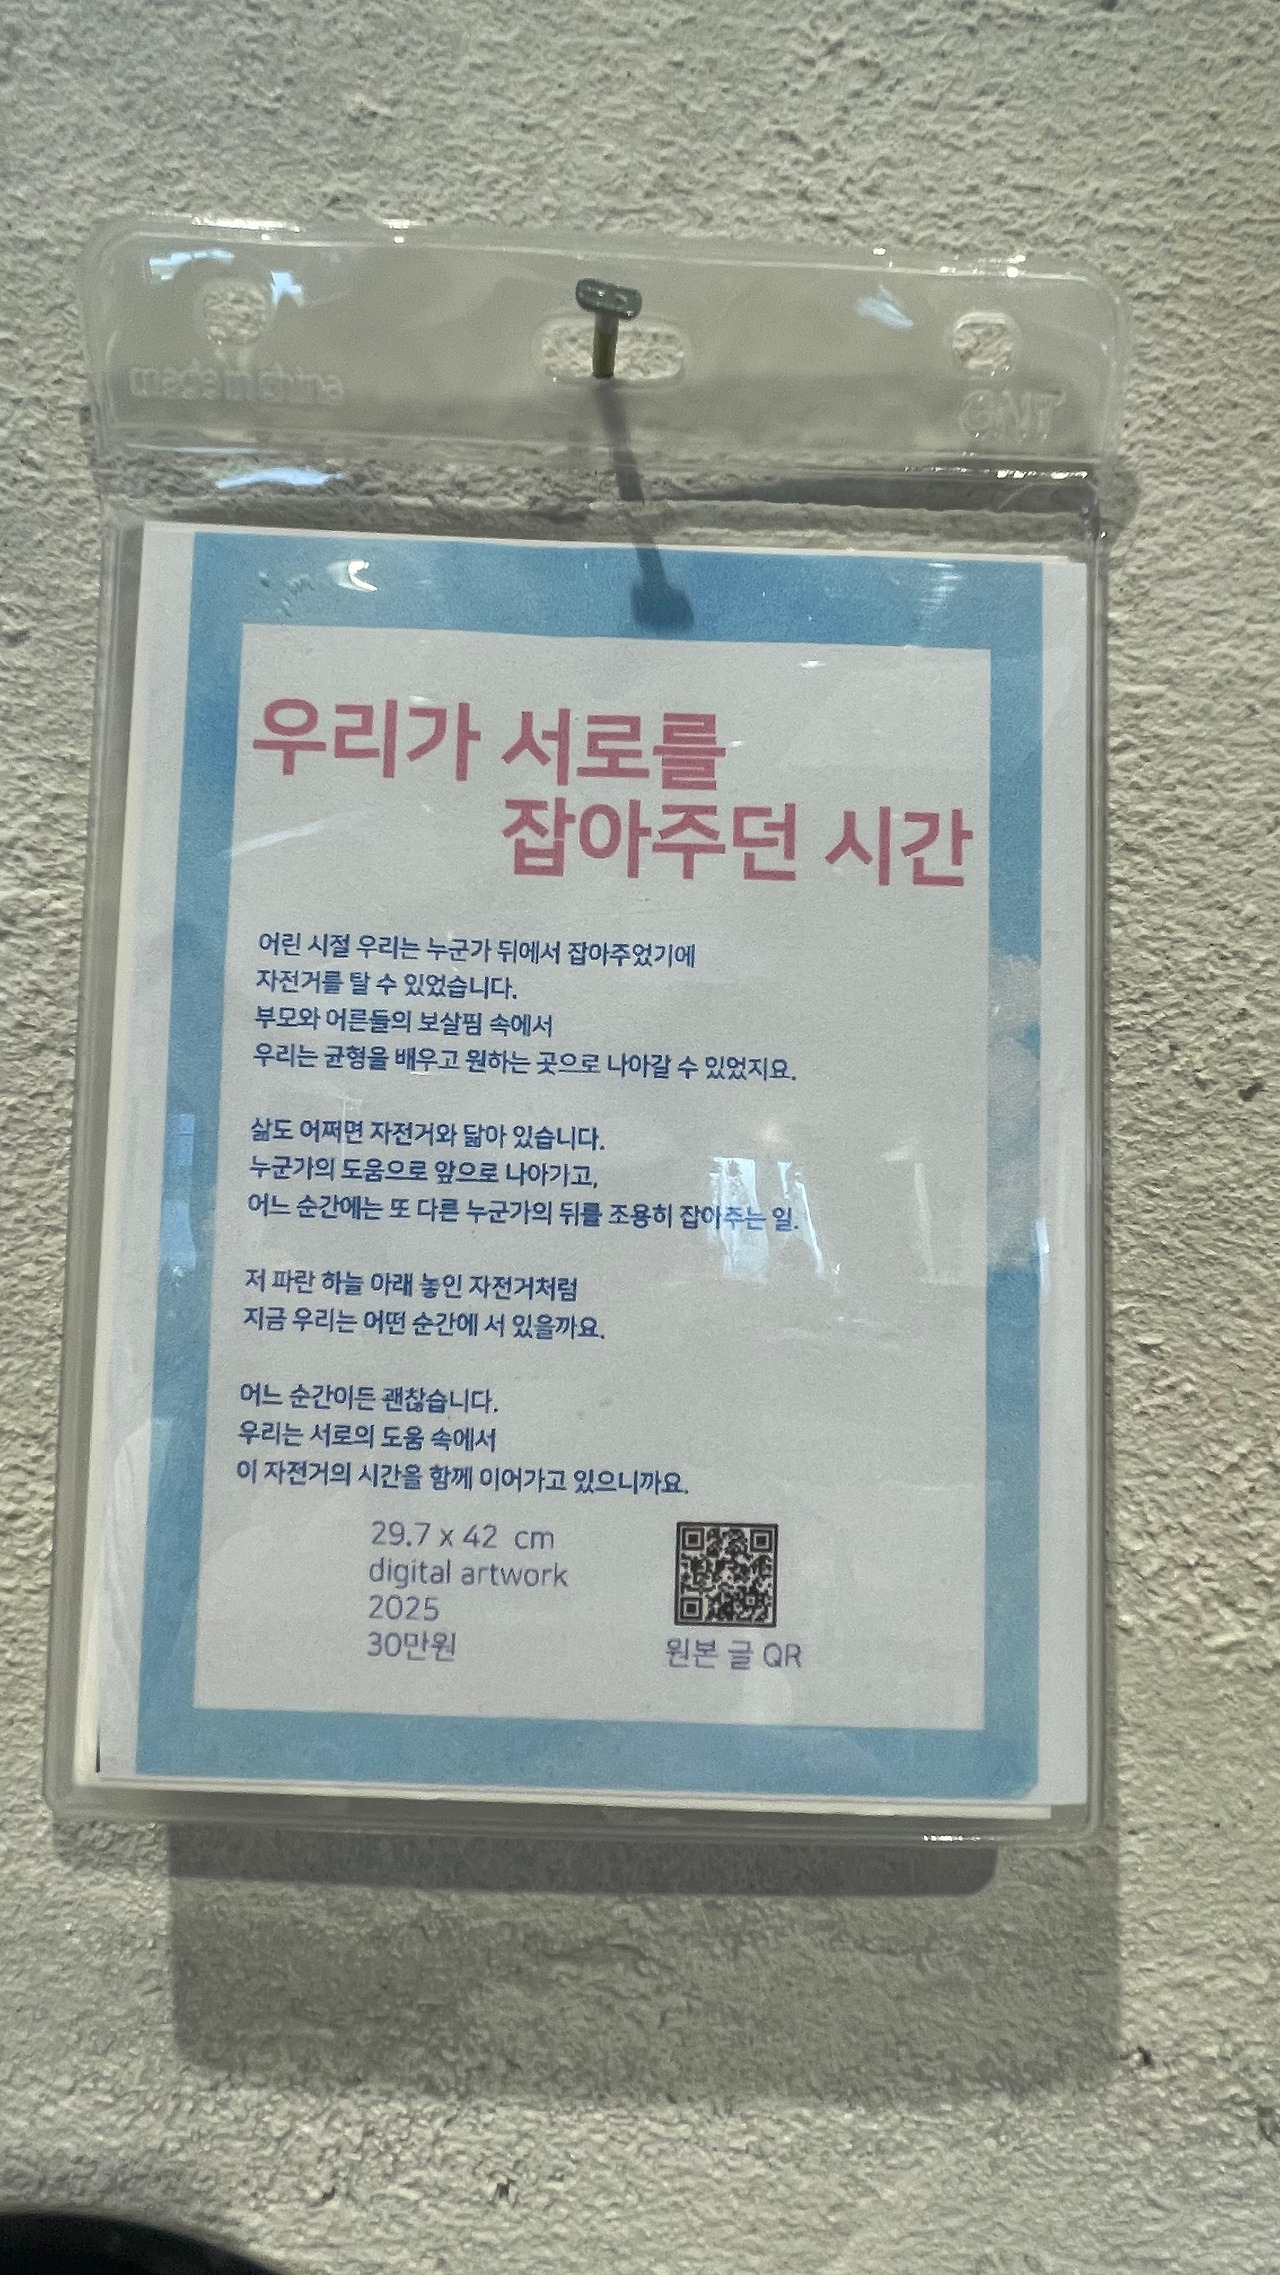 made in china
GNT
우리가 서로를
잡아주던 시간
어린 시절 우리는 누군가 뒤에서 잡아주었기에
자전거를 탈 수 있었습니다.
부모와 어른들의 보살핌 속에서
우리는 균형을 배우고 원하는 곳으로 나아갈 수 있었지요.
삶도 어쩌면 자전거와 닮아 있습니다.
누군가의 도움으로 앞으로 나아가고,
어느 순간에는 또 다른 누군가의 뒤를 조용히 잡아주는 일.
저 파란 하늘 아래 놓인 자전거처럼
지금 우리는 어떤 순간에 서 있을까요.
어느 순간이든 괜찮습니다.
우리는 서로의 도움 속에서
이 자전거의 시간을 함께 이어가고 있으니까요.
29.7 x 42 cm
digital artwork
2025
30만원
원본 글 QR